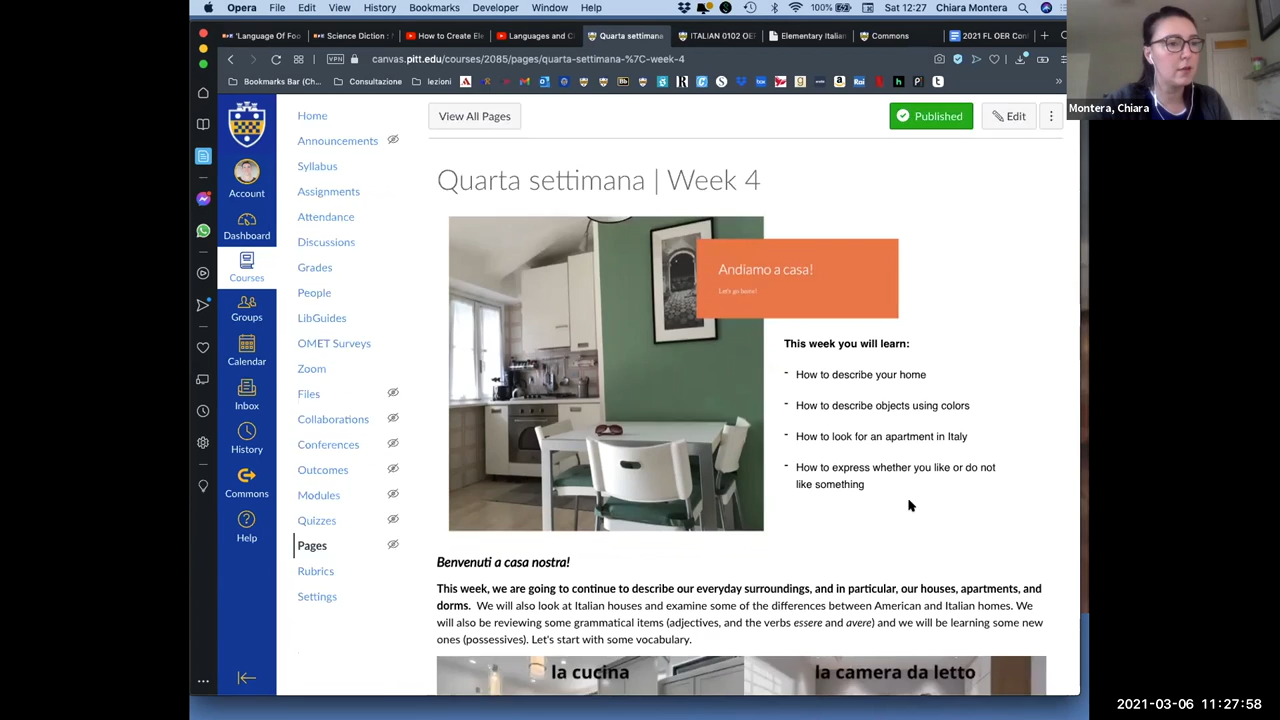 Opera File Edit View History Bookmarks Developer Window Help 100% Sat 12:27 Chiara Montera
'Language Of Foo Science Diction : How to Create Ele Languages and C Quarta settimana ITALIAN 0102 OER Elementary Italian Commons 2021 FL OER Con
VPN canvas.pitt.edu/courses/2085/pages/quarta-settimana-%7C-week-4
Bookmarks Bar (Ch Consultazione lezioni
Montera, Chiara
Account
Dashboard
Courses
Groups
Calendar
Inbox
History
Commons
Help
Home
Announcements
Syllabus
Assignments
Attendance
Discussions
Grades
People
LibGuides
OMET Surveys
Zoom
Files
Collaborations
Conferences
Outcomes
Modules
Quizzes
Pages
Rubrics
Settings
View All Pages Published Edit
Quarta settimana | Week 4
Andiamo a casa!
Let's go home!
This week you will learn:
- How to describe your home
- How to describe objects using colors
- How to look for an apartment in Italy
- How to express whether you like or do not
like something
Benvenuti a casa nostra!
This week, we are going to continue to describe our everyday surroundings, and in particular, our houses, apartments, and
dorms. We will also look at Italian houses and examine some of the differences between American and Italian homes. We
will also be reviewing some grammatical items (adjectives, and the verbs essere and avere) and we will be learning some new
ones (possessives). Let's start with some vocabulary.
la cucina la camera da letto
2021-03-06 11:27:58